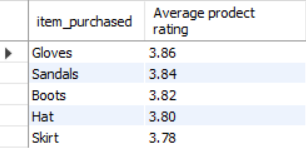 item_purchased Average prodect
rating
Gloves 3.86
Sandals 3.84
Boots 3.82
Hat 3.80
Skirt 3.78